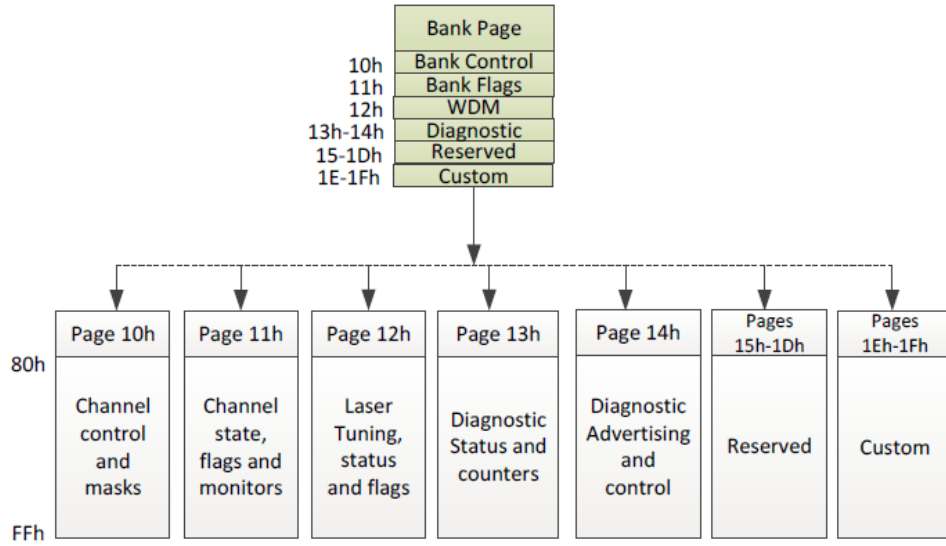 Bank Page
10h Bank Control
11h Bank Flags
12h WDM
13h-14h Diagnostic
15-1Dh Reserved
1E-1Fh Custom
Page 10h
Page 11h
Page 12h
Page 13h
Page 14h
Pages
15h-1Dh
Pages
1Eh-1Fh
80h
Channel
control
and
masks
Channel
state,
flags and
monitors
Laser
Tuning,
status
and flags
Diagnostic
Status and
counters
Diagnostic
Advertising
and
control
Reserved
Custom
FFh